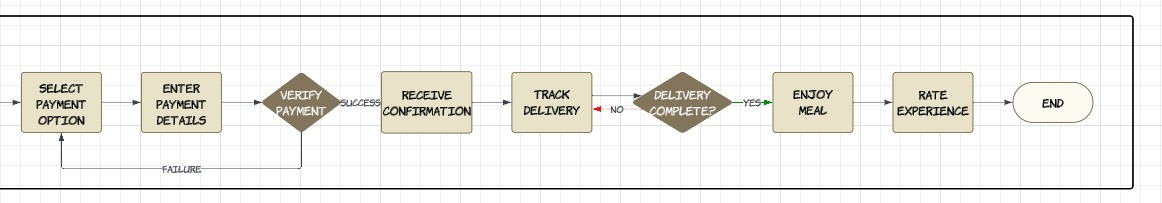 SELECT
PAYMENT
OPTION
ENTER
PAYMENT
DETAILS
VERIFY
PAYMENT
SUCCESS
RECEIVE
CONFIRMATION
TRACK
DELIVERY
NO
DELIVERY
COMPLETE?
YES
ENJOY
MEAL
RATE
EXPERIENCE
END
FAILURE